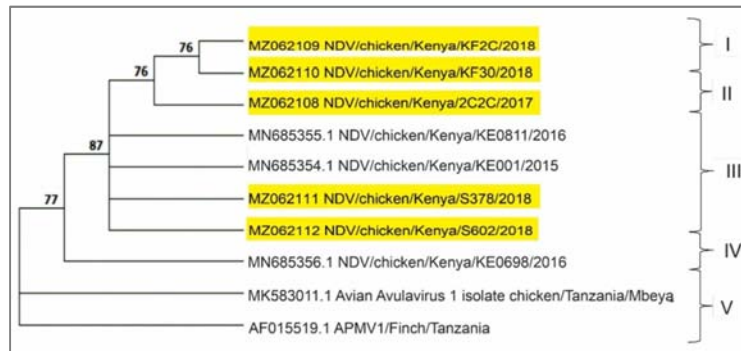 76 MZ062109 NDV/chicken/Kenya/KF2C/2018 I
76 MZ062110 NDV/chicken/Kenya/KF30/2018
MZ062108 NDV/chicken/Kenya/2C2C/2017 II
87 MN685355.1 NDV/chicken/Kenya/KE0811/2016
MN685354.1 NDV/chicken/Kenya/KE001/2015 III
77 MZ062111 NDV/chicken/Kenya/S378/2018
MZ062112 NDV/chicken/Kenya/S602/2018
MN685356.1 NDV/chicken/Kenya/KE0698/2016 IV
MK583011.1 Avian Avulavirus 1 isolate chicken/Tanzania/Mbeya
AF015519.1 APMV1/Finch/Tanzania V